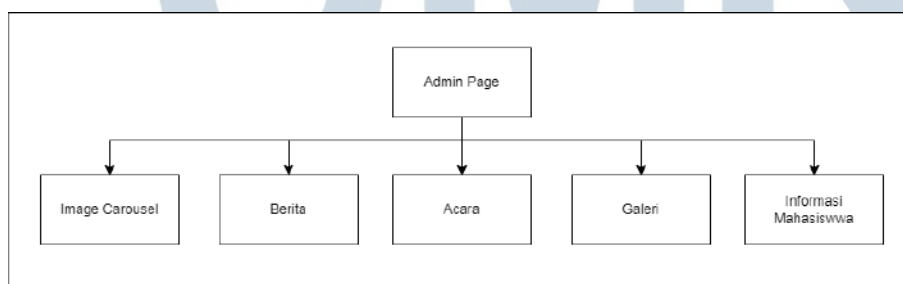 Admin Page
Image Carousel
Berita
Acara
Galeri
Informasi
Mahasiswwa